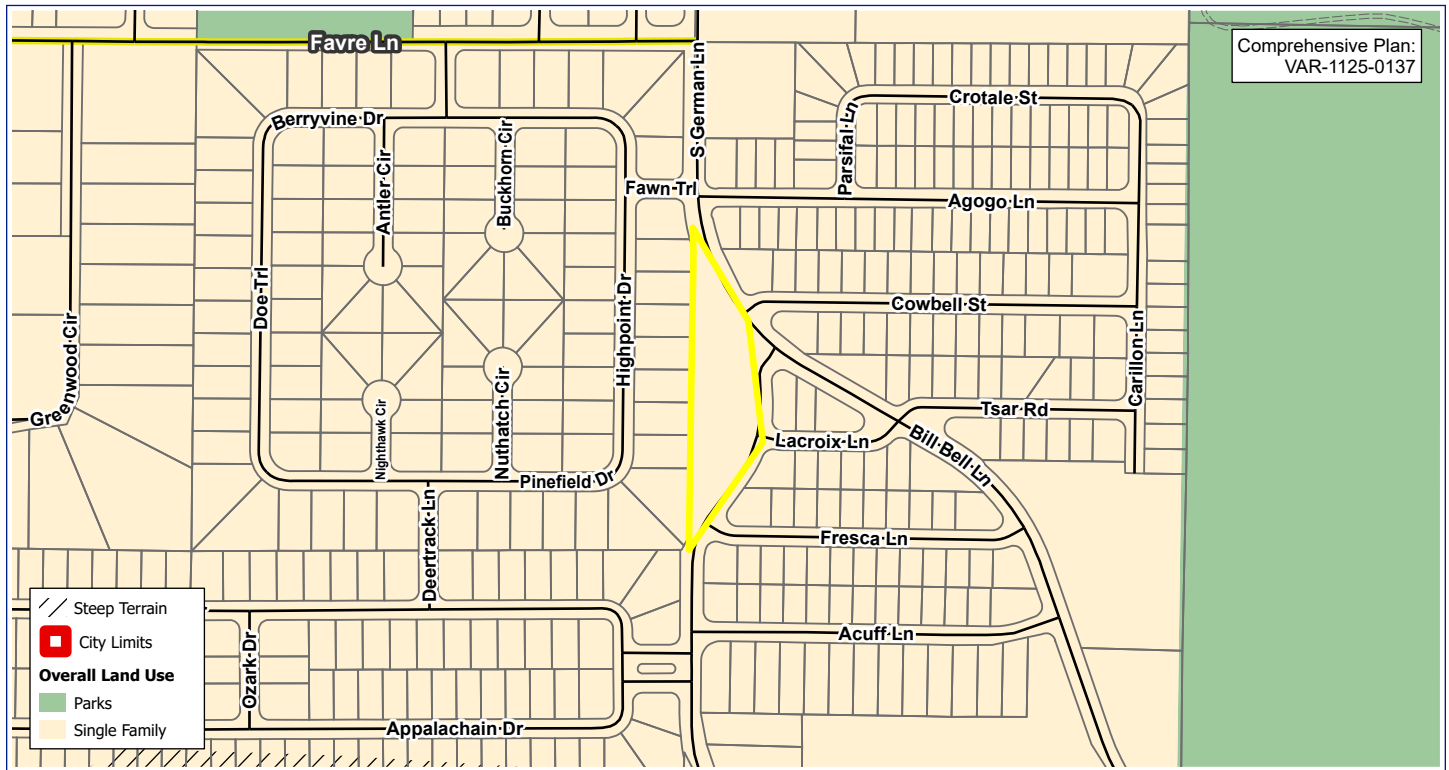 Favre Ln
S German Ln
Comprehensive Plan:
VAR-1125-0137
Crotale St
Parsifal Ln
Berryvine Dr
Antler Cir
Buckhorn Cir
Fawn Trl
Agogo Ln
Doe Trl
Highpoint Dr
Cowbell St
Carillon Ln
Greenwood Cir
Nighthawk Cir
Nuthatch Cir
Tsar Rd
Lacroix Ln
Bill Bell Ln
Pinefield Dr
Deertrack Ln
Fresca Ln
Acuff Ln
Ozark Dr
Appalachain Dr
Steep Terrain
City Limits
Overall Land Use
Parks
Single Family